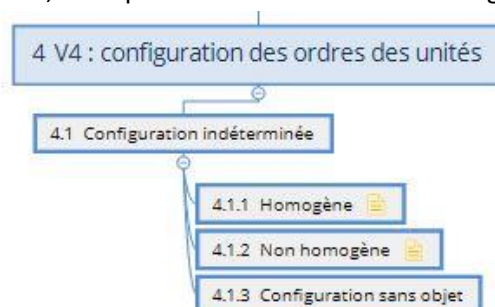 4 V4 : configuration des ordres des unités
4.1 Configuration indéterminée
4.1.1 Homogène
4.1.2 Non homogène
4.1.3 Configuration sans objet